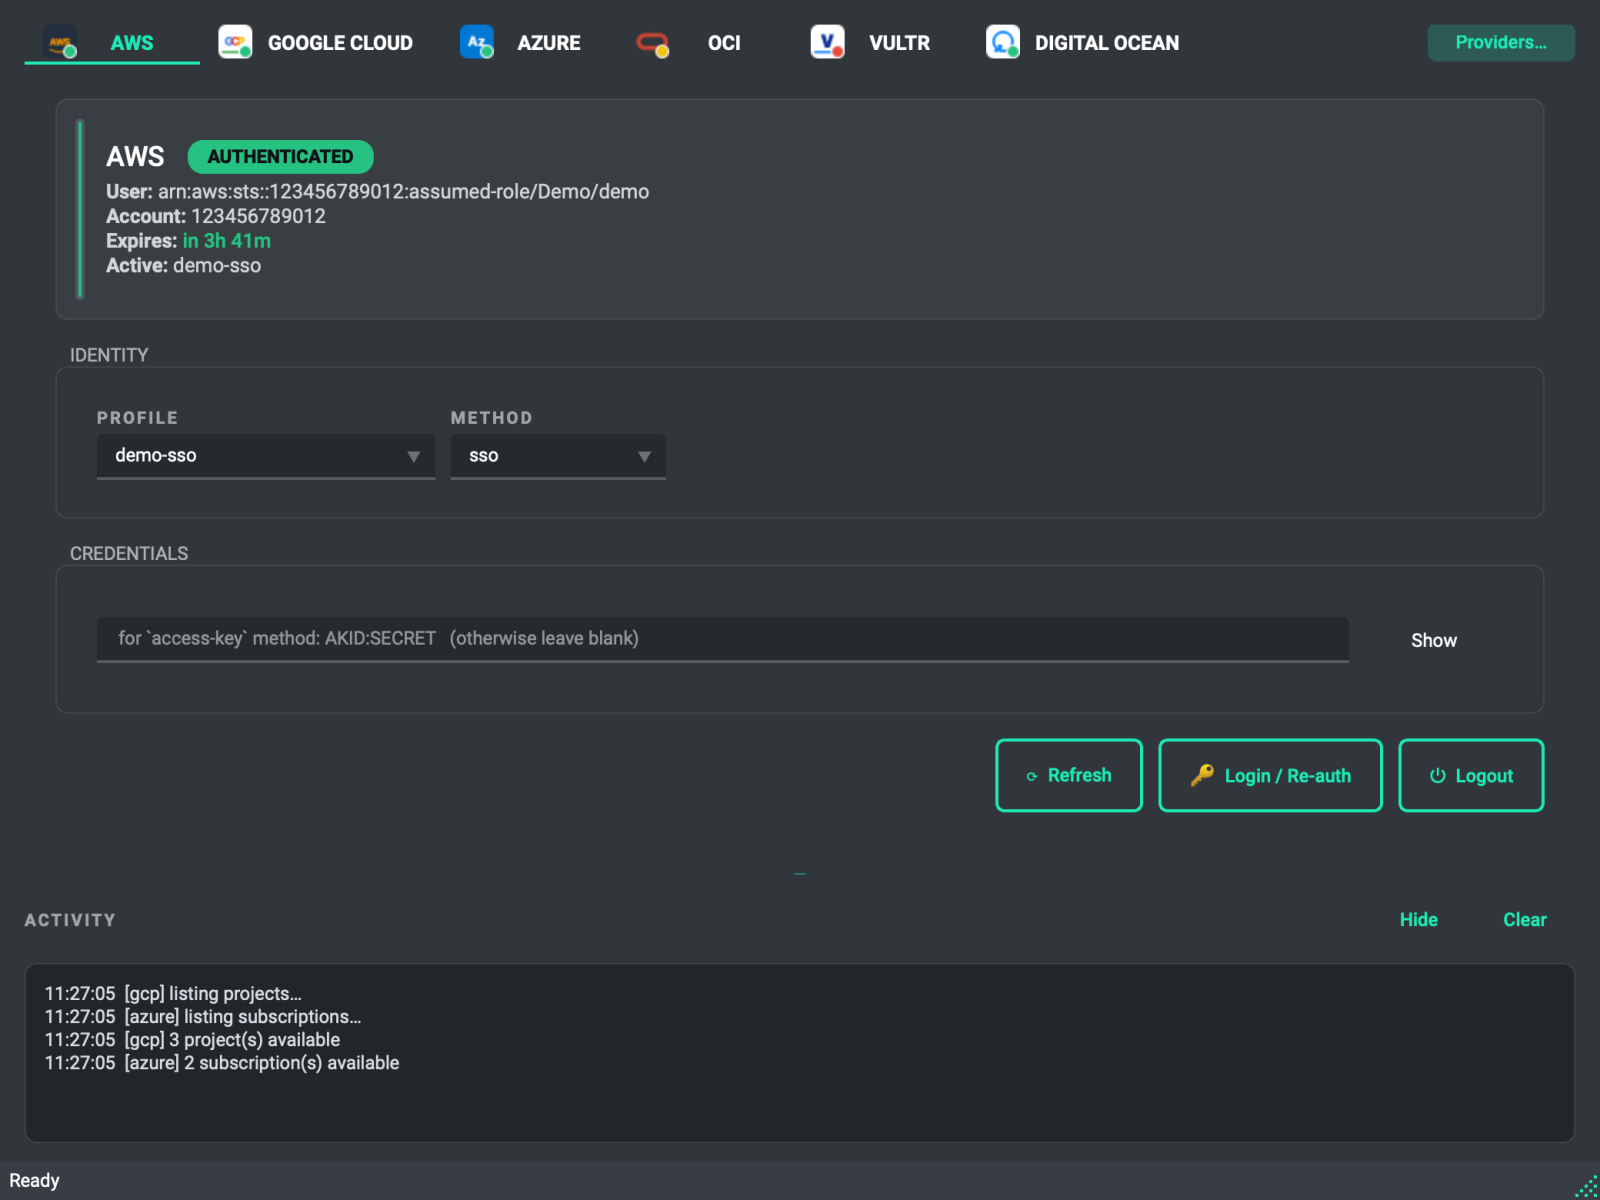 AWS GOOGLE CLOUD AZURE OCI VULTR DIGITAL OCEAN Providers...
AWS AUTHENTICATED
User: arn:aws:sts::123456789012:assumed-role/Demo/demo
Account: 123456789012
Expires: in 3h 41m
Active: demo-sso
IDENTITY
PROFILE METHOD
demo-sso sso
CREDENTIALS
for `access-key` method: AKID:SECRET (otherwise leave blank) Show
Refresh Login / Re-auth Logout
ACTIVITY Hide Clear
11:27:05 [gcp] listing projects...
11:27:05 [azure] listing subscriptions...
11:27:05 [gcp] 3 project(s) available
11:27:05 [azure] 2 subscription(s) available
Ready